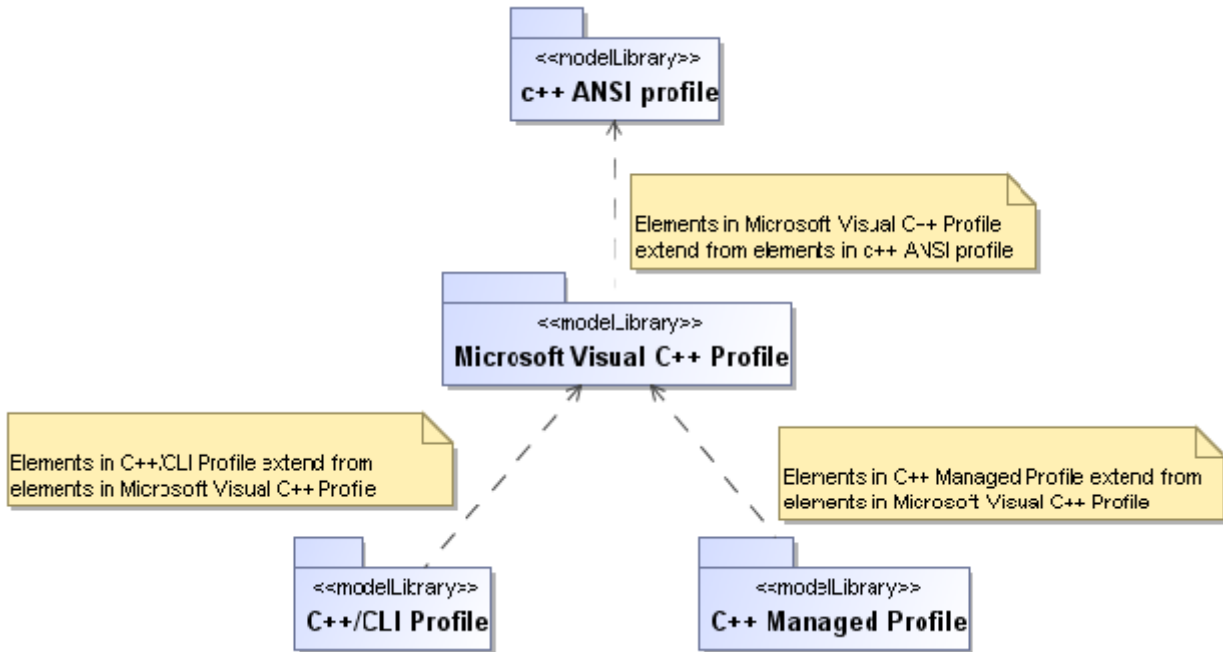 <<modelLibrary>>
c++ ANSI profile
Elements in Microsoft Visual C++ Profile
extend from elements in c++ ANSI profile
<<modelLibrary>>
Microsoft Visual C++ Profile
Elements in C++/CLI Profile extend from
elements in Microsoft Visual C++ Profile
Elements in C++ Managed Profile extend from
elements in Microsoft Visual C++ Profile
<<modelLibrary>>
C++/CLI Profile
<<modelLibrary>>
C++ Managed Profile